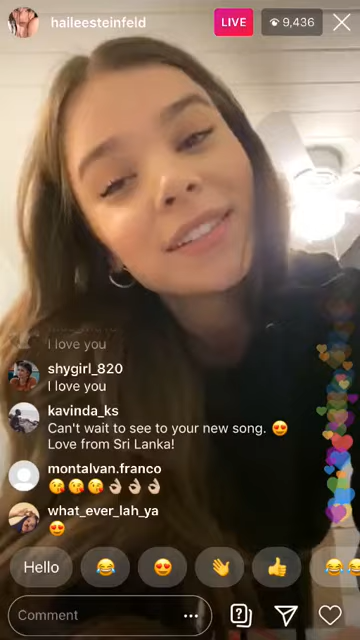 haileesteinfeld
LIVE
9,436
I love you
shygirl_820
I love you
kavinda_ks
Can't wait to see to your new song. 😍
Love from Sri Lanka!
montalvan.franco
😘😘😘👌🏼👌🏼👌🏼
what_ever_lah_ya
😍
Hello 😂 😍 👋 👍 😂
Comment